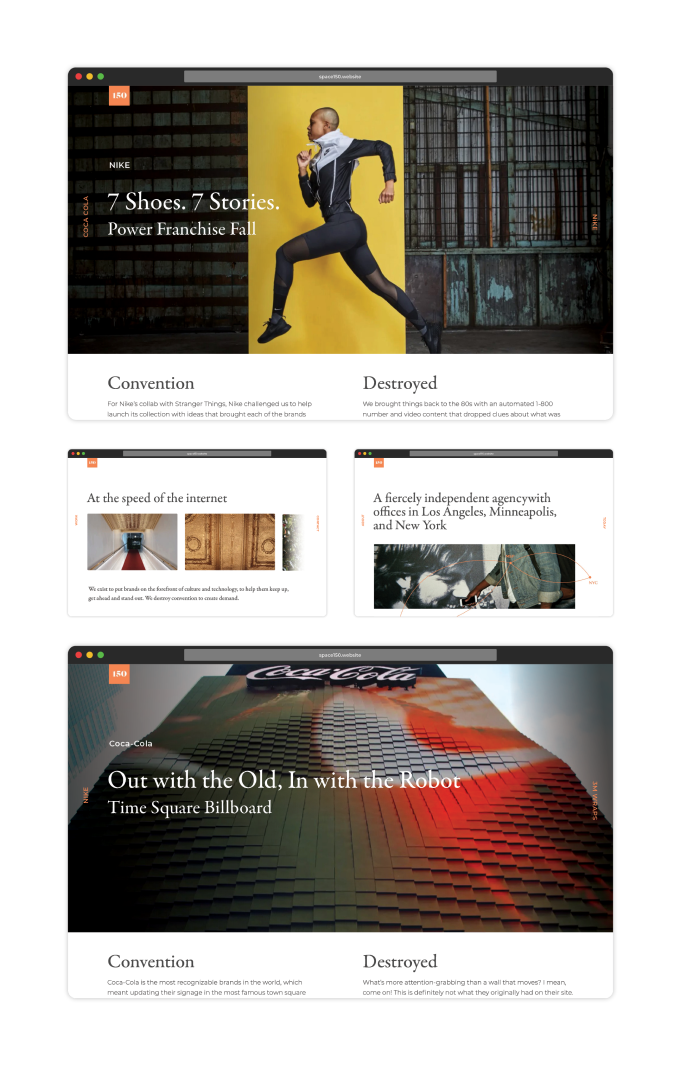 space150.website
150
NIKE
COCA COLA
7 Shoes. 7 Stories.
Power Franchise Fall
NIKE
Convention
For Nike's collab with Stranger Things, Nike challenged us to help
launch its collection with ideas that brought each of the brands
Destroyed
We brought things back to the 80s with an automated 1-800
number and video content that dropped clues about what was
At the speed of the internet
We exist to put brands on the forefront of culture and technology, to help them keep up,
get ahead and stand out. We destroy convention to create demand.
A fiercely independent agencywith
offices in Los Angeles, Minneapolis,
and New York
space150.website
150
Coca-Cola
Coca-Cola
Out with the Old, In with the Robot
Time Square Billboard
NIKE
3M WRAPS
Convention
Coca-Cola is the most recognizable brands in the world, which
meant updating their signage in the most famous town square
Destroyed
What's more attention-grabbing than a wall that moves? I mean,
come on! This is definitely not what they originally had on their site.